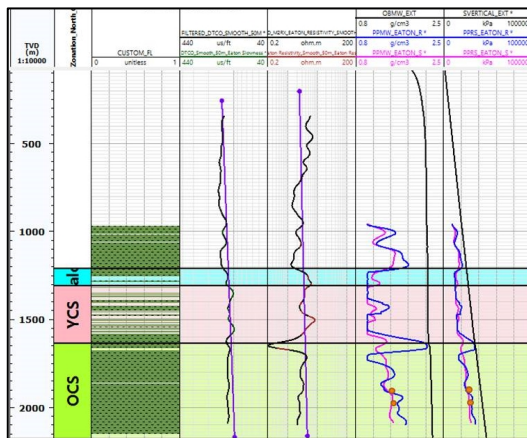 TVD
(m)
1:10000
Zonation_North_C
CUSTOM_FL
0 unitless 1
FILTERED_DTCO_SMOOTH_50M *
440 us/ft 40
440 us/ft 40
0.2 ohm.m 200
0.2 ohm.m 200
OBMW_EXT
0.8 g/cm3 2.5
PPMW_EATON_R *
0.8 g/cm3 2.5
PPMW_EATON_S *
0.8 g/cm3 2.5
SVERTICAL_EXT *
0 kPa 100000
PPRS_EATON_R *
0 kPa 100000
PPRS_EATON_S *
0 kPa 100000
500
1000
1500
2000
YCS
OCS